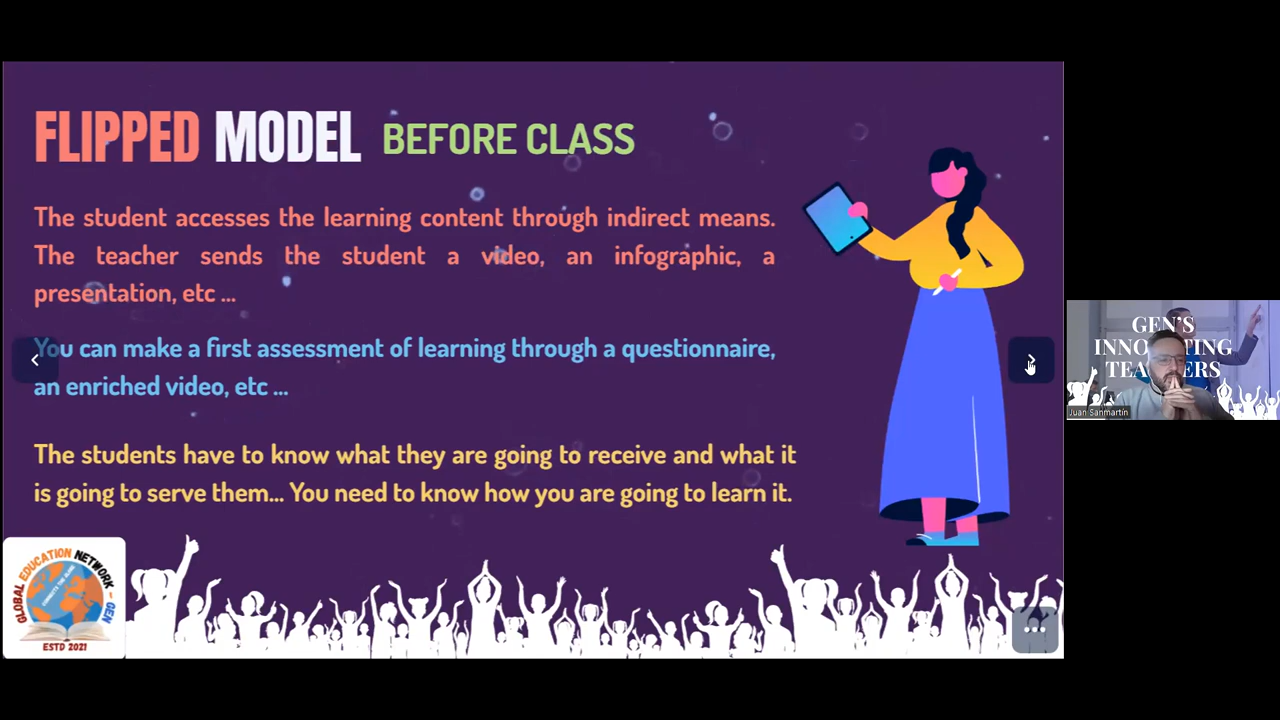 FLIPPED MODEL BEFORE CLASS
The student accesses the learning content through indirect means.
The teacher sends the student a video, an infographic, a
presentation, etc ...
You can make a first assessment of learning through a questionnaire,
an enriched video, etc ...
The students have to know what they are going to receive and what it
is going to serve them... You need to know how you are going to learn it.
GEN'S
INNOVATING
TEACHERS
Juan Sanmartín
GLOBAL EDUCATION NETWORK - GEN
ESTD 2021